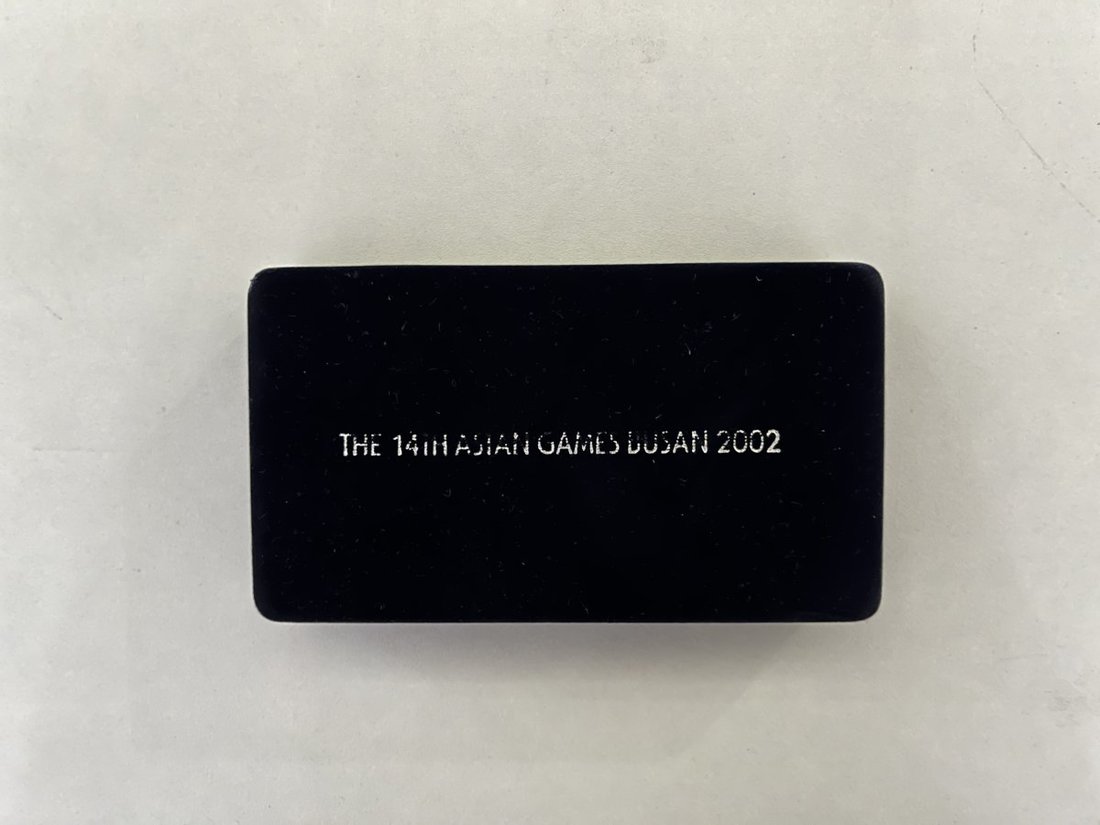 THE 14TH ASIAN GAMES BUSAN 2002